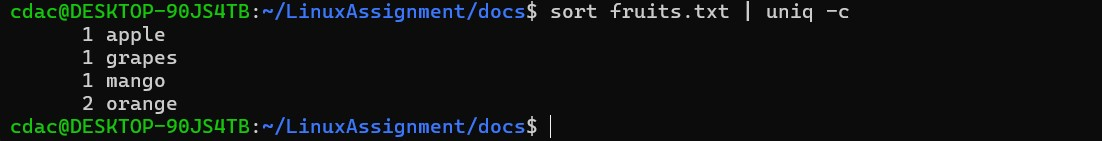 cdac@DESKTOP-90JS4TB:~/LinuxAssignment/docs$ sort fruits.txt | uniq -c
      1 apple
      1 grapes
      1 mango
      2 orange
cdac@DESKTOP-90JS4TB:~/LinuxAssignment/docs$